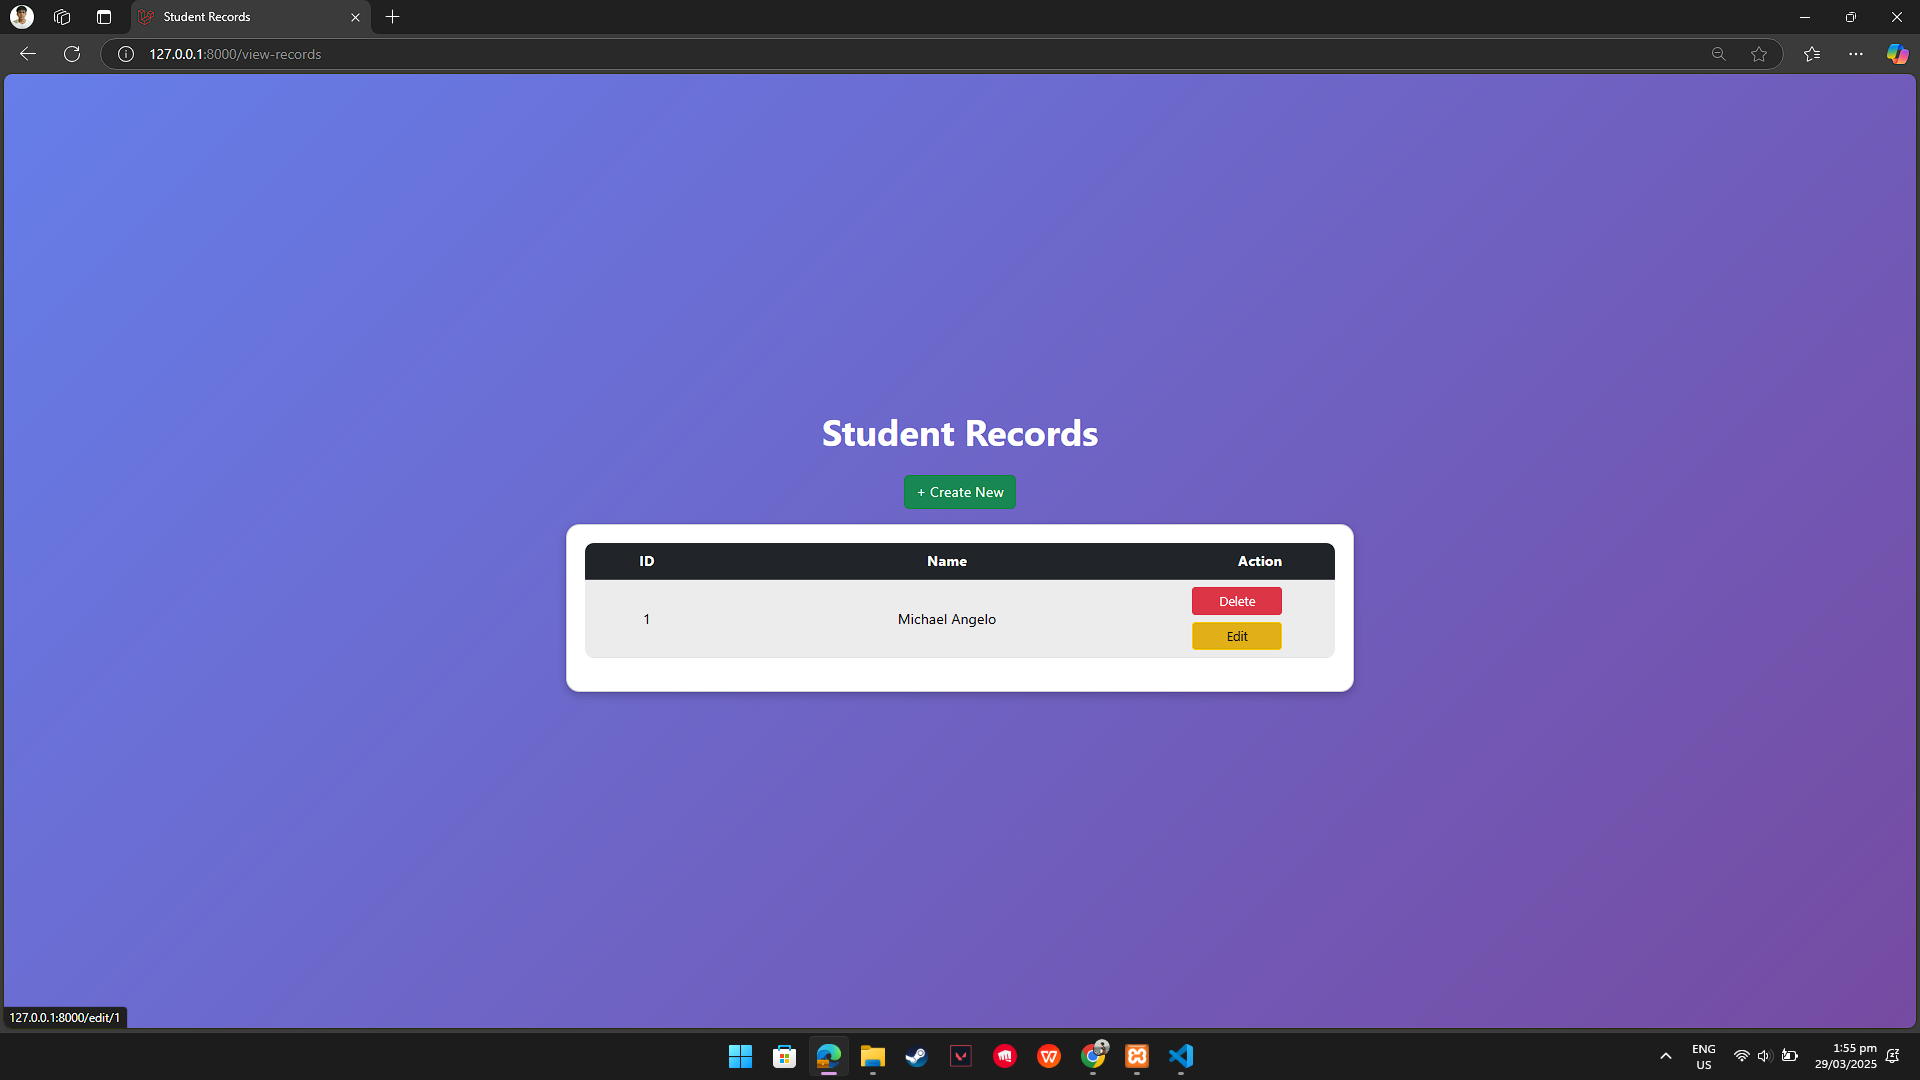 Student Records
127.0.0.1:8000/view-records
Student Records
+ Create New
ID Name Action
1 Michael Angelo Delete
Edit
127.0.0.1:8000/edit/1
ENG
US
1:55 pm
29/03/2025